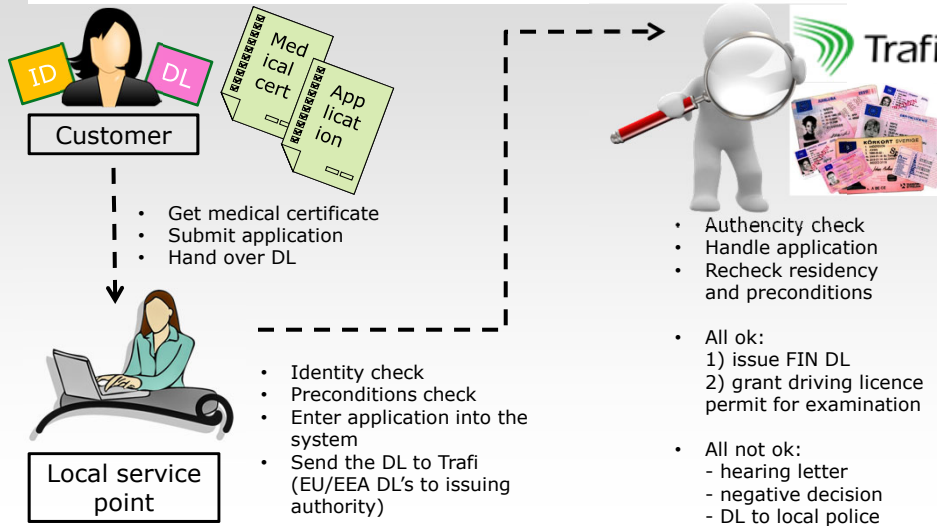 ID
DL
Med
ical
cert
App
licat
ion
Customer
• Get medical certificate
• Submit application
• Hand over DL
Local service
point
• Identity check
• Preconditions check
• Enter application into the
system
• Send the DL to Trafi
(EU/EEA DL’s to issuing
authority)
Trafi
KÖRKORT SVERIGE
• Authencity check
• Handle application
• Recheck residency
and preconditions
• All ok:
1) issue FIN DL
2) grant driving licence
permit for examination
• All not ok:
- hearing letter
- negative decision
- DL to local police